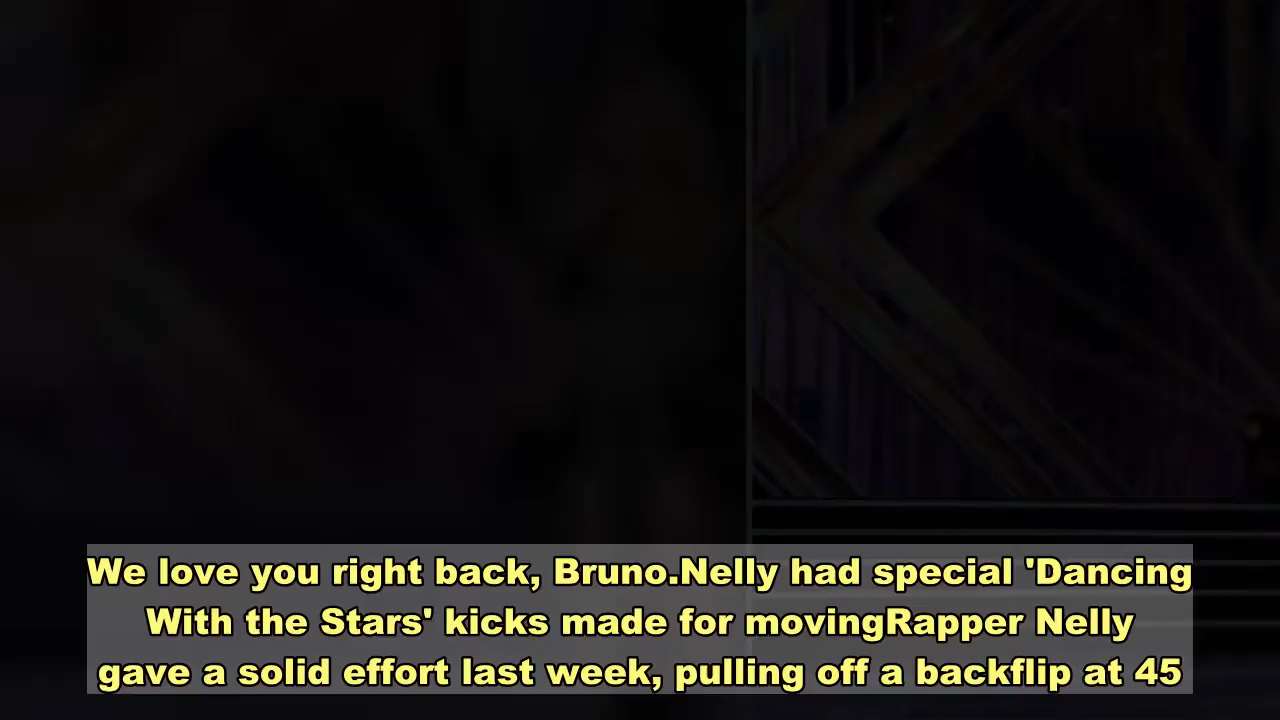 We love you right back, Bruno.Nelly had special 'Dancing
With the Stars' kicks made for movingRapper Nelly
gave a solid effort last week, pulling off a backflip at 45